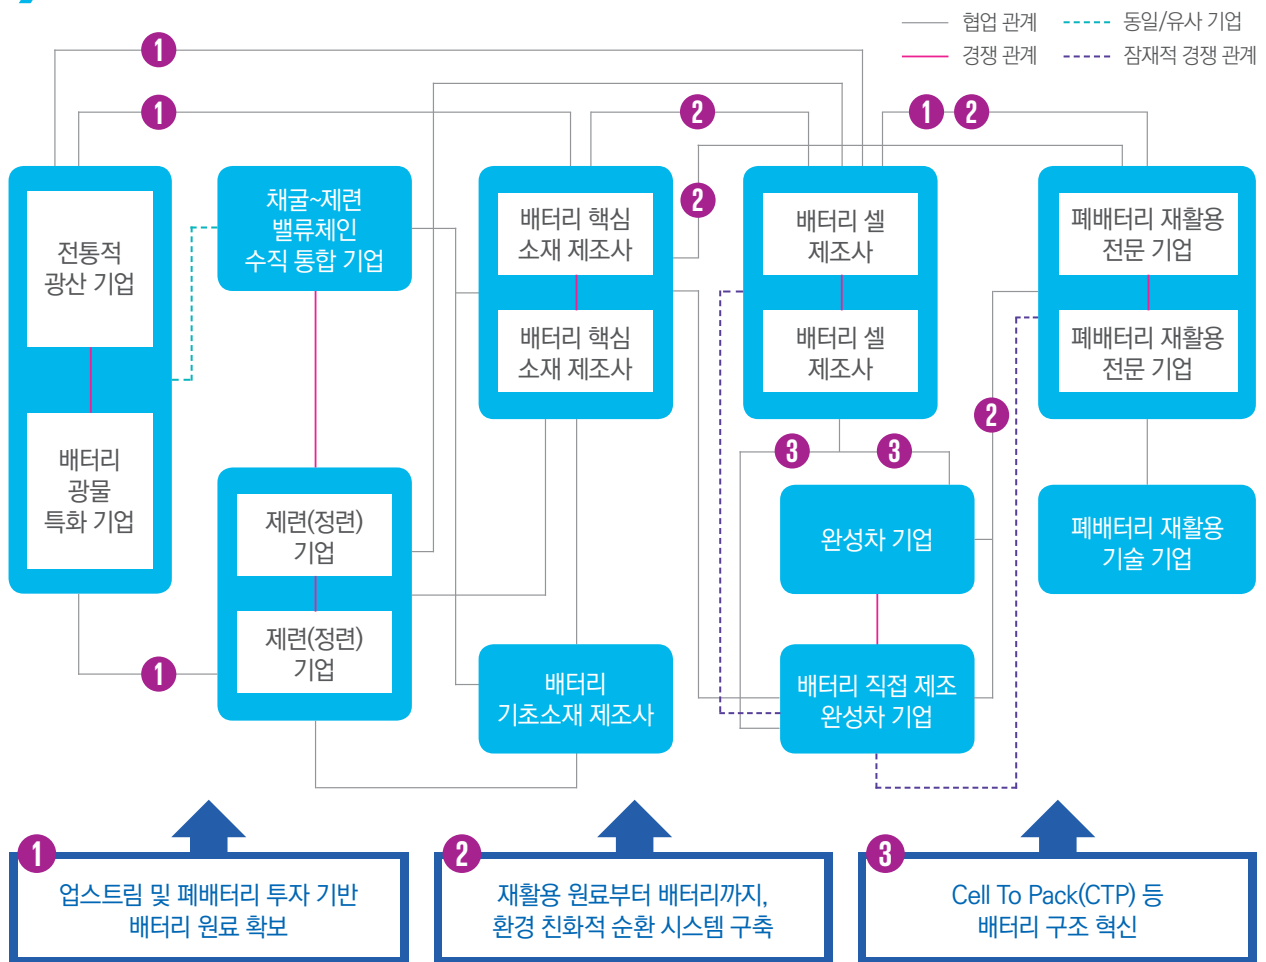 협업 관계
동일/유사 기업
경쟁 관계
잠재적 경쟁 관계
1
1
2
1 2
2
전통적
광산 기업
배터리
광물
특화 기업
채굴~제련
밸류체인
수직 통합 기업
제련(정련)
기업
제련(정련)
기업
1
배터리 핵심
소재 제조사
배터리 핵심
소재 제조사
배터리
기초소재 제조사
배터리 셀
제조사
배터리 셀
제조사
3
3
2
완성차 기업
배터리 직접 제조
완성차 기업
폐배터리 재활용
전문 기업
폐배터리 재활용
전문 기업
폐배터리 재활용
기술 기업
1
업스트림 및 폐배터리 투자 기반
배터리 원료 확보
2
재활용 원료부터 배터리까지,
환경 친화적 순환 시스템 구축
3
Cell To Pack(CTP) 등
배터리 구조 혁신